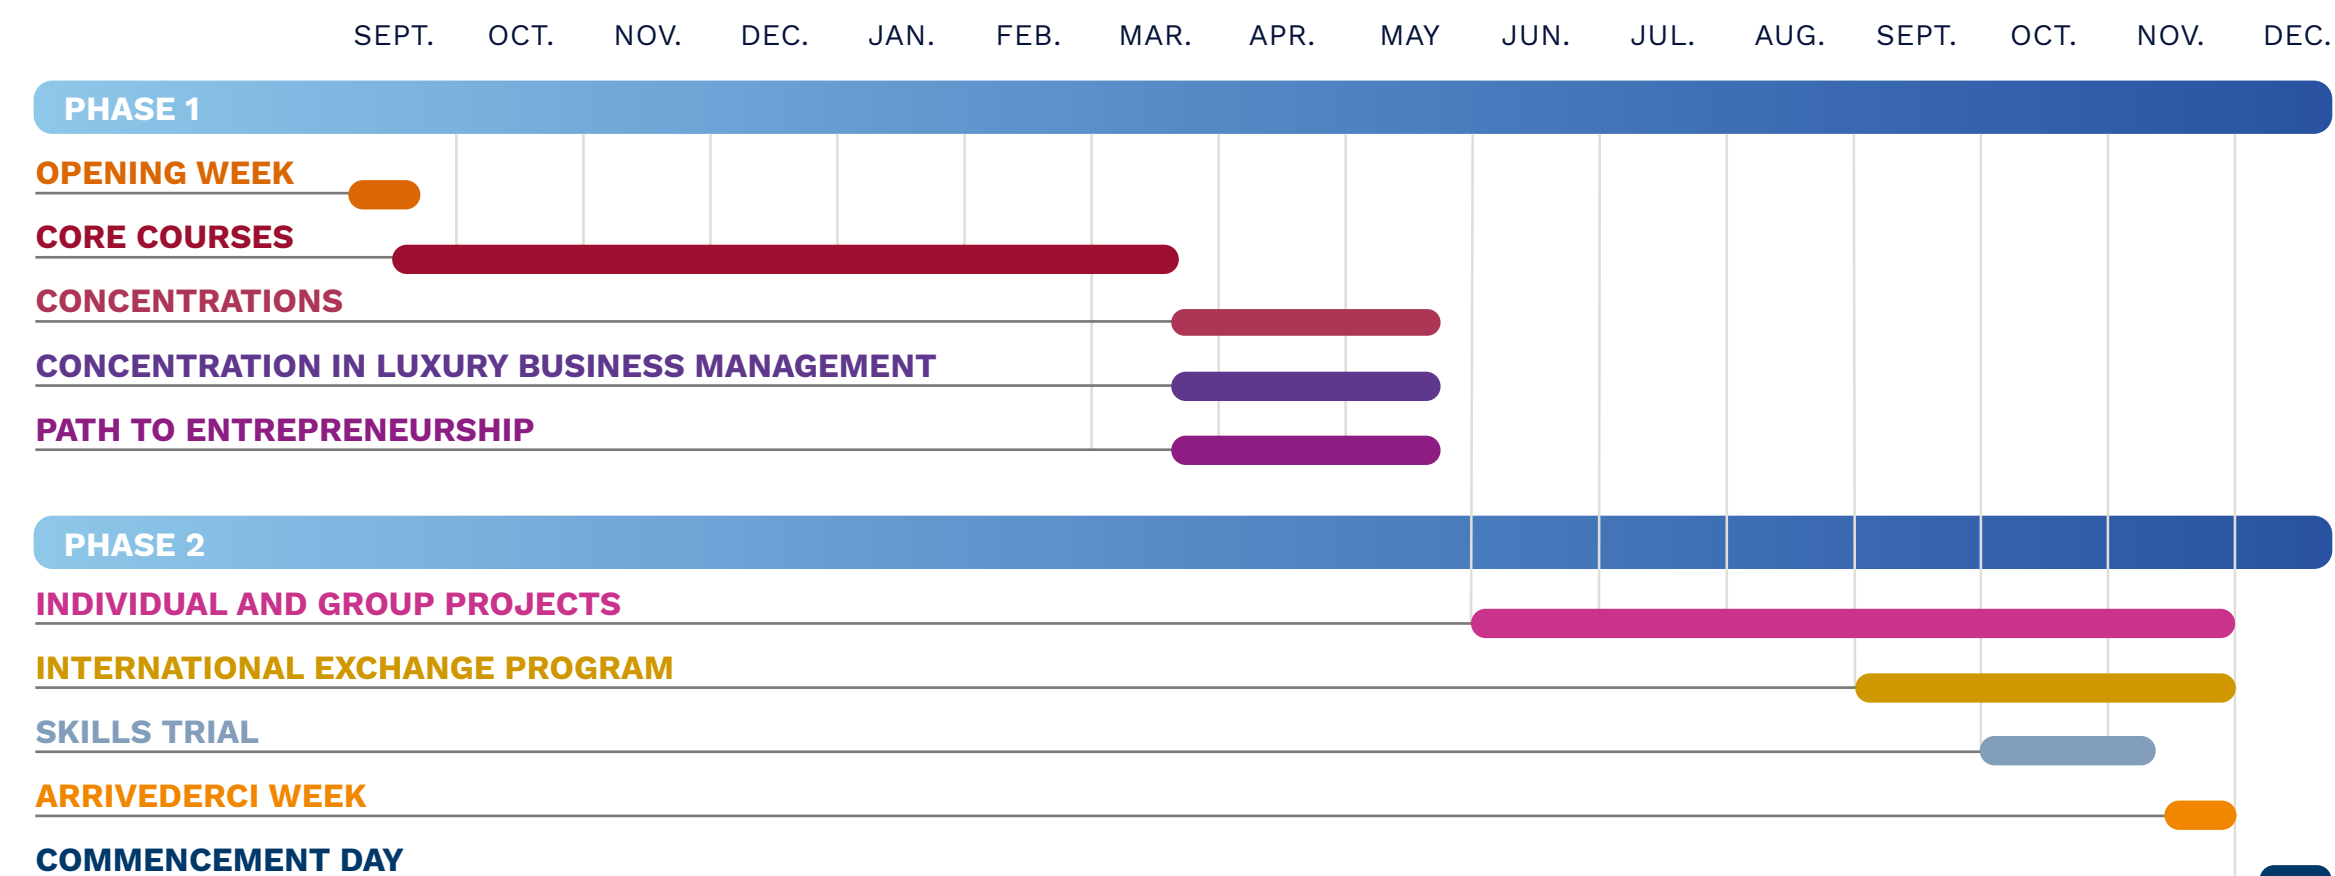 SEPT. OCT. NOV. DEC. JAN. FEB. MAR. APR. MAY JUN. JUL. AUG. SEPT. OCT. NOV. DEC.
PHASE 1
OPENING WEEK
CORE COURSES
CONCENTRATIONS
CONCENTRATION IN LUXURY BUSINESS MANAGEMENT
PATH TO ENTREPRENEURSHIP
PHASE 2
INDIVIDUAL AND GROUP PROJECTS
INTERNATIONAL EXCHANGE PROGRAM
SKILLS TRIAL
ARRIVEDERCI WEEK
COMMENCEMENT DAY